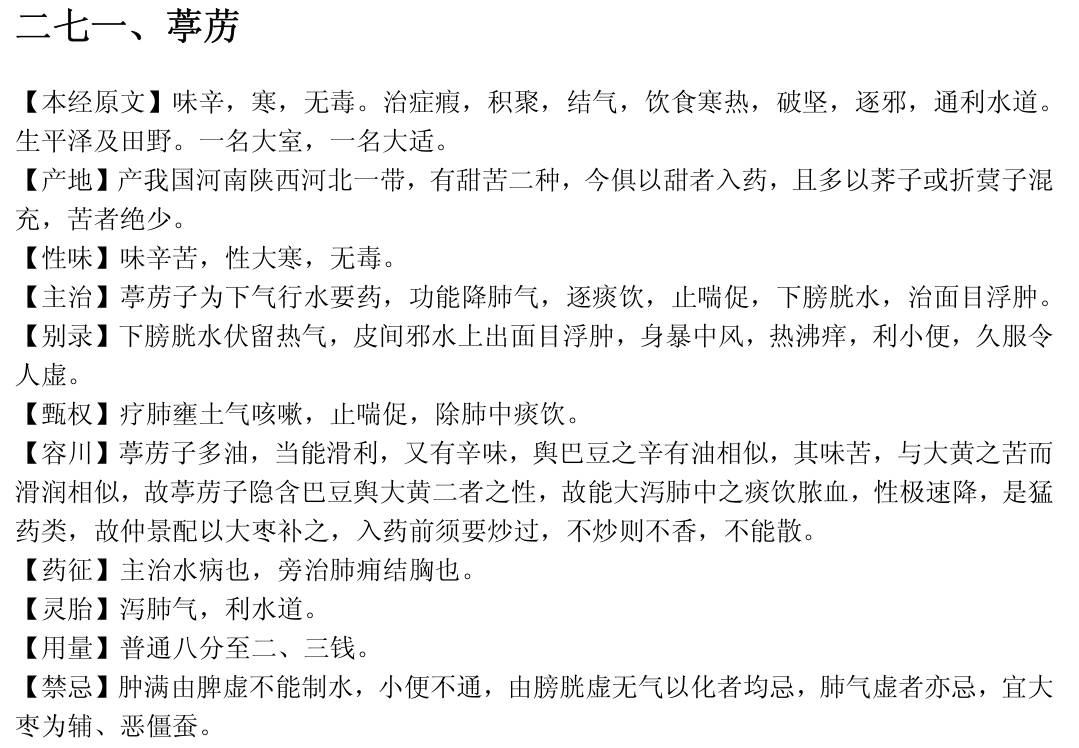 二七一、葶苈
【本经原文】味辛，寒，无毒。治症瘕，积聚，结气，饮食寒热，破坚，逐邪，通利水道。
生平泽及田野。一名大室，一名大适。
【产地】产我国河南陕西河北一带，有甜苦二种，今俱以甜者入药，且多以荠子或折蓂子混
充，苦者绝少。
【性味】味辛苦，性大寒，无毒。
【主治】葶苈子为下气行水要药，功能降肺气，逐痰饮，止喘促，下膀胱水，治面目浮肿。
【别录】下膀胱水伏留热气，皮间邪水上出面目浮肿，身暴中风，热沸痒，利小便，久服令
人虚。
【甄权】疗肺壅土气咳嗽，止喘促，除肺中痰饮。
【容川】葶苈子多油，当能滑利，又有辛味，舆巴豆之辛有油相似，其味苦，与大黄之苦而
滑润相似，故葶苈子隐含巴豆舆大黄二者之性，故能大泻肺中之痰饮脓血，性极速降，是猛
药类，故仲景配以大枣补之，入药前须要炒过，不炒则不香，不能散。
【药征】主治水病也，旁治肺痈结胸也。
【灵胎】泻肺气，利水道。
【用量】普通八分至二、三钱。
【禁忌】肿满由脾虚不能制水，小便不通，由膀胱虚无气以化者均忌，肺气虚者亦忌，宜大
枣为辅、恶僵蚕。